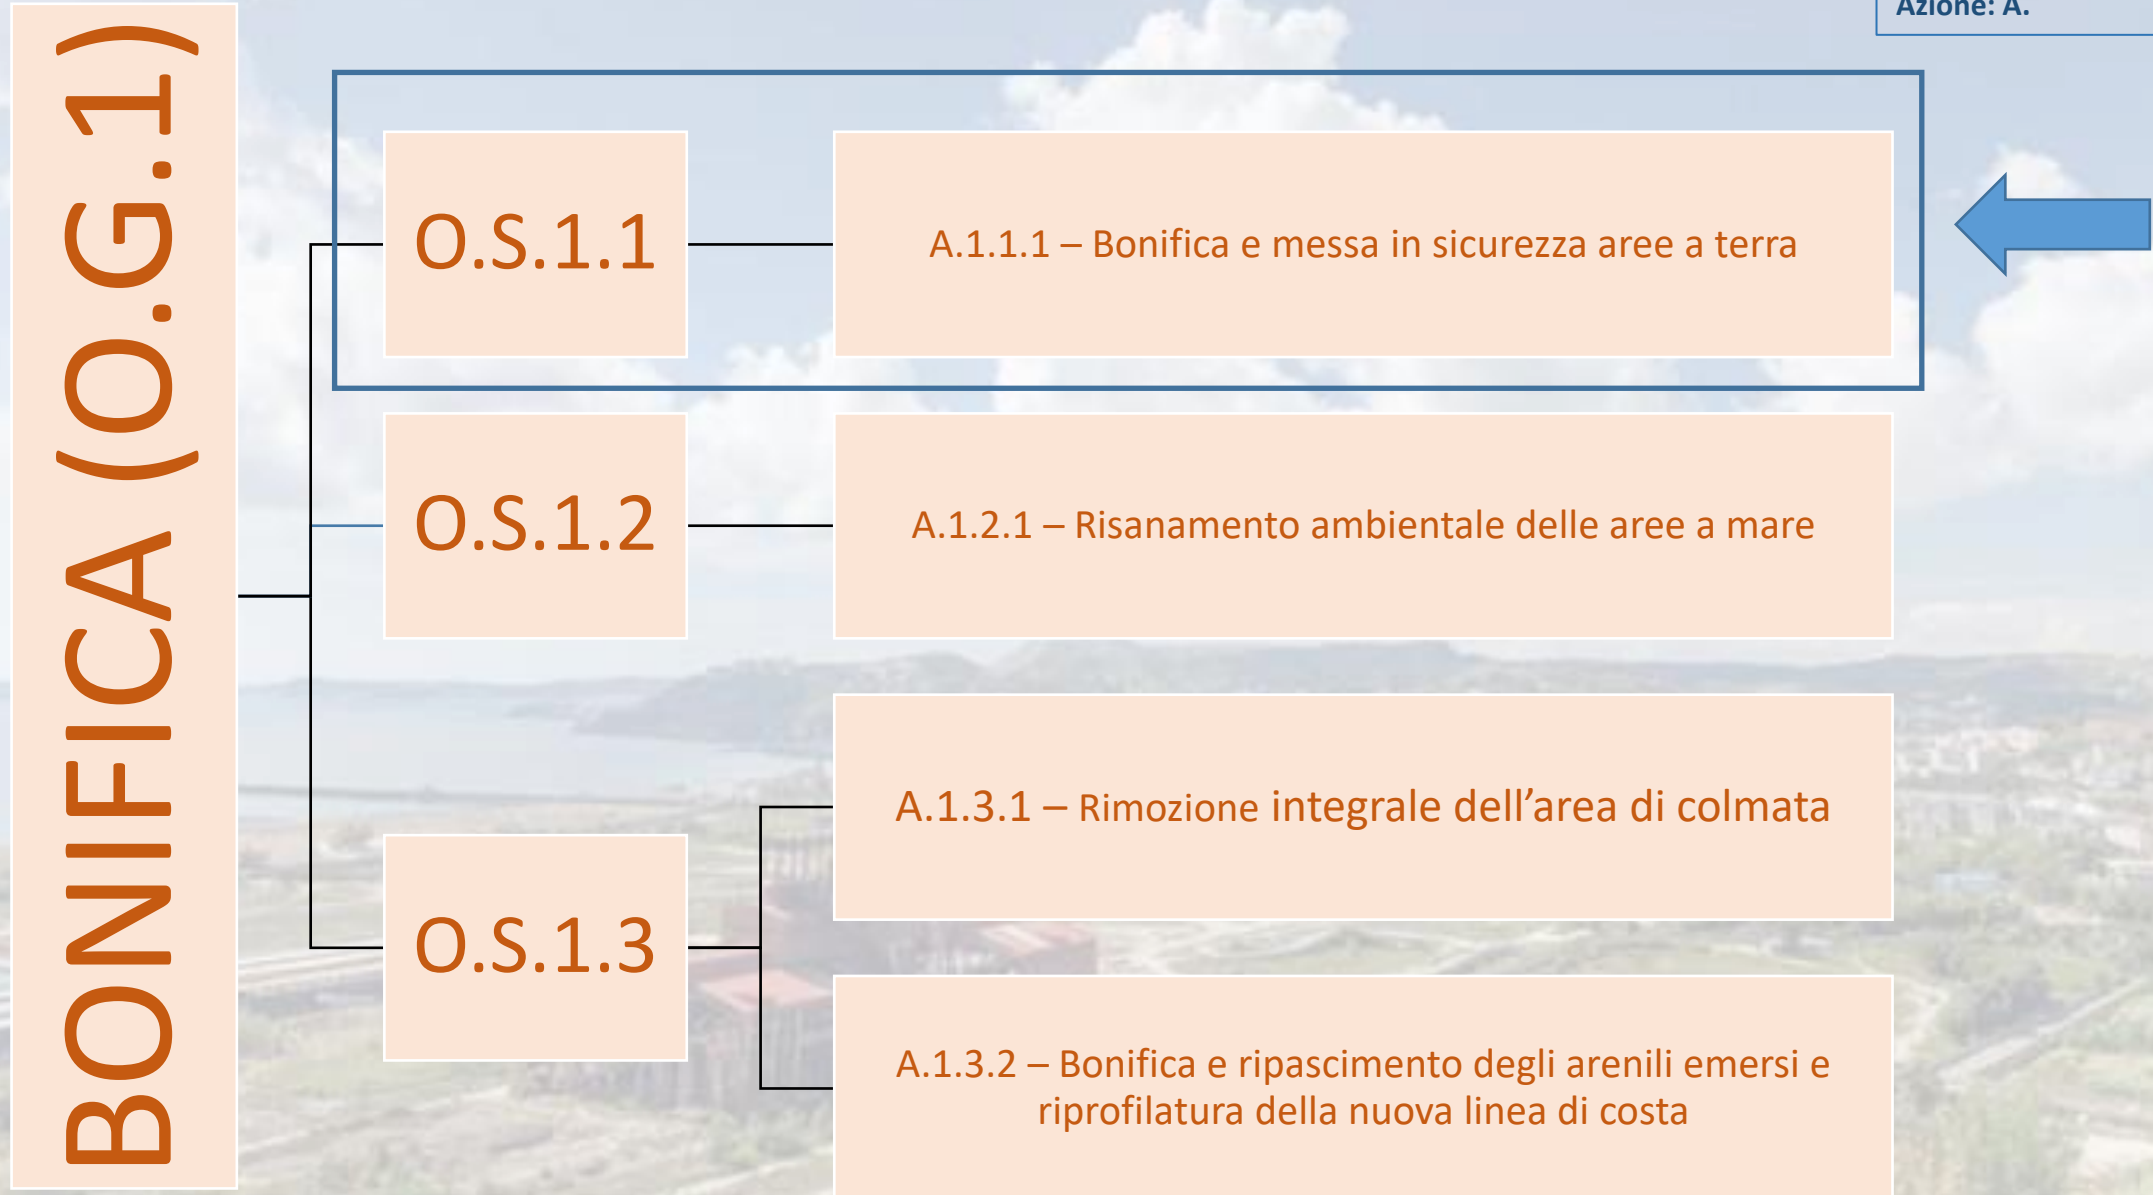 Azione: A.
BONIFICA (O.G.1)
O.S.1.1
A.1.1.1 – Bonifica e messa in sicurezza aree a terra
O.S.1.2
A.1.2.1 – Risanamento ambientale delle aree a mare
O.S.1.3
A.1.3.1 – Rimozione integrale dell’area di colmata
A.1.3.2 – Bonifica e ripascimento degli arenili emersi e
riprofilatura della nuova linea di costa